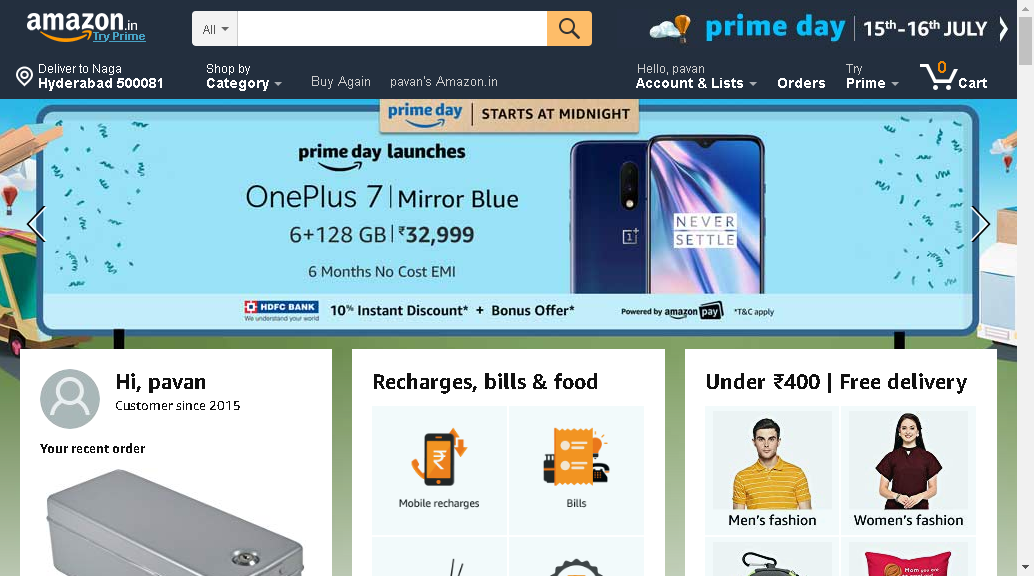 amazon.in
Try Prime
All
prime day | 15th-16th JULY
Deliver to Naga
Hyderabad 500081
Shop by
Category
Buy Again
pavan's Amazon.in
Hello, pavan
Account & Lists
Orders
Try
Prime
0
Cart
prime day | STARTS AT MIDNIGHT
prime day launches
OnePlus 7 | Mirror Blue
6+128 GB | ₹32,999
6 Months No Cost EMI
NEVER
SETTLE
HDFC BANK
We understand your world
10% Instant Discount* + Bonus Offer*
Powered by amazon pay
*T&C apply
Hi, pavan
Customer since 2015
Your recent order
Recharges, bills & food
Mobile recharges
Bills
Under ₹400 | Free delivery
Men's fashion
Women's fashion